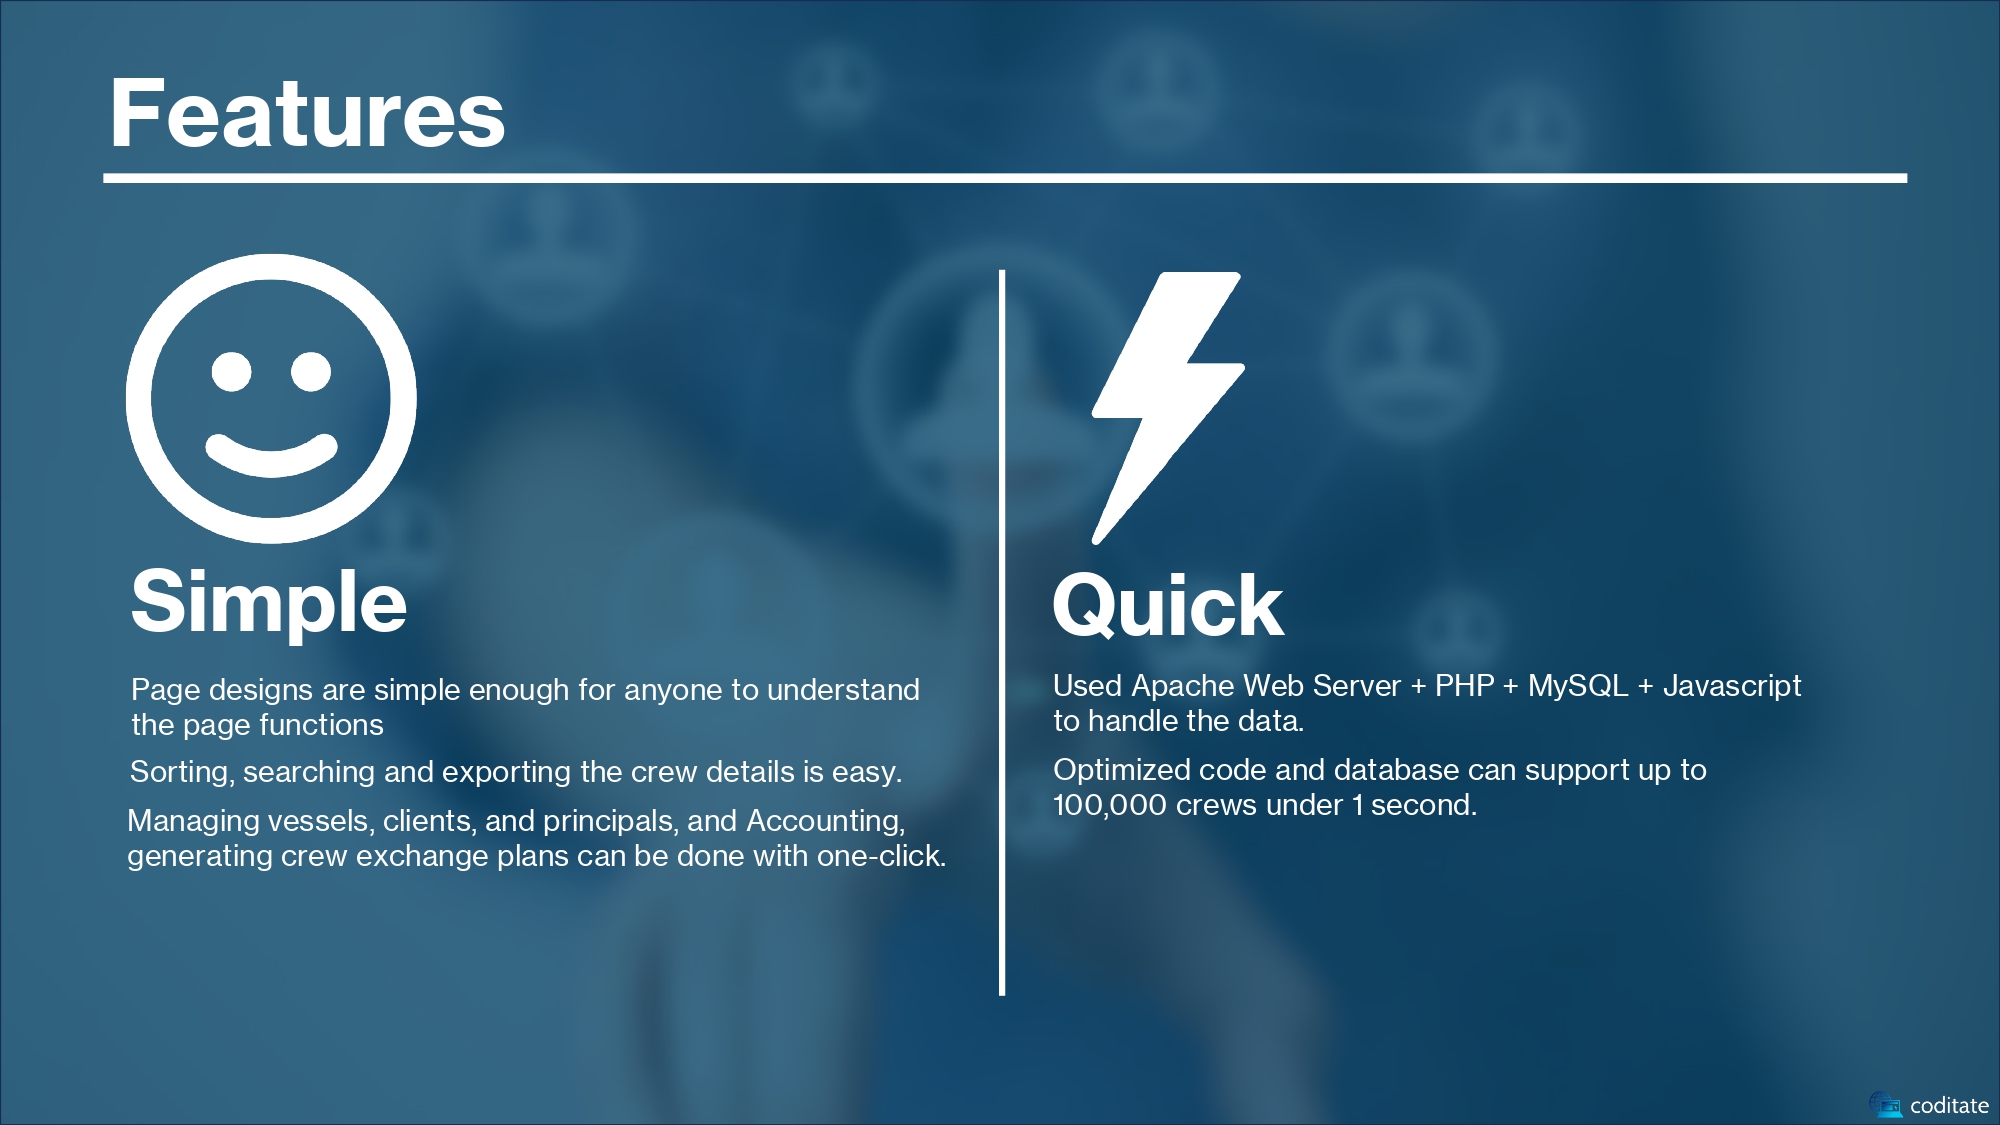 Features
Simple
Page designs are simple enough for anyone to understand
the page functions
Sorting, searching and exporting the crew details is easy.
Managing vessels, clients, and principals, and Accounting,
generating crew exchange plans can be done with one-click.
Quick
Used Apache Web Server + PHP + MySQL + Javascript
to handle the data.
Optimized code and database can support up to
100,000 crews under 1 second.
coditate